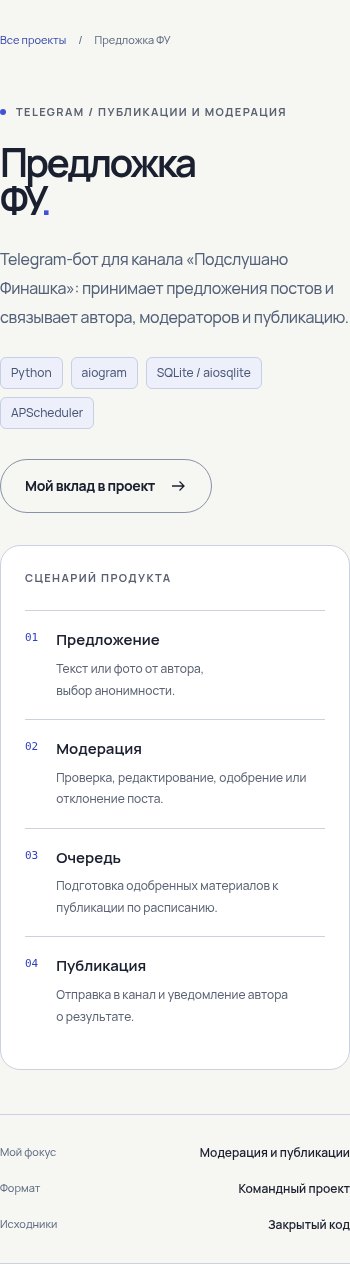 Все проекты / Предложка ФУ
TELEGRAM / ПУБЛИКАЦИИ И МОДЕРАЦИЯ
Предложка
ФУ.
Telegram-бот для канала «Подслушано
Финашка»: принимает предложения постов и
связывает автора, модераторов и публикацию.
Python aiogram SQLite / aiosqlite
APScheduler
Мой вклад в проект →
СЦЕНАРИЙ ПРОДУКТА
01 Предложение
Текст или фото от автора,
выбор анонимности.
02 Модерация
Проверка, редактирование, одобрение или
отклонение поста.
03 Очередь
Подготовка одобренных материалов к
публикации по расписанию.
04 Публикация
Отправка в канал и уведомление автора
о результате.
Мой фокус Модерация и публикации
Формат Командный проект
Исходники Закрытый код